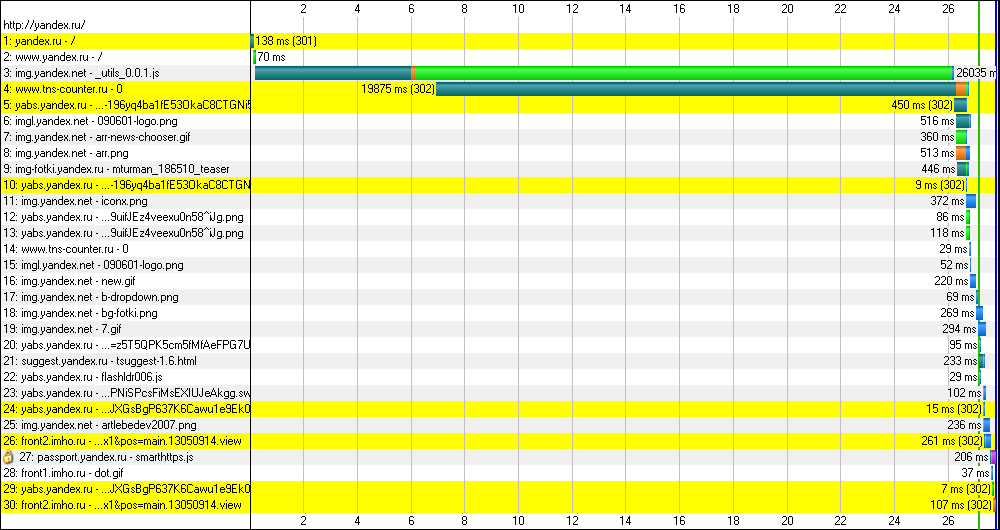 2 4 6 8 10 12 14 16 18 20 22 24 26
http://yandex.ru/
1: yandex.ru - / 138 ms (301)
2: www.yandex.ru - / 70 ms
3: img.yandex.net - _utils_0.0.1.js 26035 m
4: www.tns-counter.ru - 0 19875 ms (302)
5: yabs.yandex.ru - ...-196yq4ba1fE530kaC8CTGNi5 450 ms (302)
6: imgl.yandex.net - 090601-logo.png 516 ms
7: img.yandex.net - arr-news-chooser.gif 360 ms
8: img.yandex.net - arr.png 513 ms
9: img-fotki.yandex.ru - mturman_186510_teaser 446 ms
10: yabs.yandex.ru - ...-196yq4ba1fE530kaC8CTGN 9 ms (302)
11: img.yandex.net - iconx.png 372 ms
12: yabs.yandex.ru - ...9uifJEz4veexu0n58^iJg.png 86 ms
13: yabs.yandex.ru - ...9uifJEz4veexu0n58^iJg.png 118 ms
14: www.tns-counter.ru - 0 29 ms
15: imgl.yandex.net - 090601-logo.png 52 ms
16: img.yandex.net - new.gif 220 ms
17: img.yandex.net - b-dropdown.png 69 ms
18: img.yandex.net - bg-fotki.png 269 ms
19: img.yandex.net - 7.gif 294 ms
20: yabs.yandex.ru - ...=z5T5QPK5cm5fMfAeFPG7U 95 ms
21: suggest.yandex.ru - tsuggest-1.6.html 233 ms
22: yabs.yandex.ru - flashldr006.js 29 ms
23: yabs.yandex.ru - ...PNiSPcsFiMsEXIUJeAkgg.sw 102 ms
24: yabs.yandex.ru - ...JXGsBgP637K6Cawu1e9Ek0 15 ms (302)
25: img.yandex.net - artlebedev2007.png 236 ms
26: front2.imho.ru - ...x1&pos=main.13050914.view 261 ms (302)
27: passport.yandex.ru - smarthttps.js 206 ms
28: front1.imho.ru - dot.gif 37 ms
29: yabs.yandex.ru - ...JXGsBgP637K6Cawu1e9Ek0 7 ms (302)
30: front2.imho.ru - ...x1&pos=main.13050914.view 107 ms (302)
2 4 6 8 10 12 14 16 18 20 22 24 26